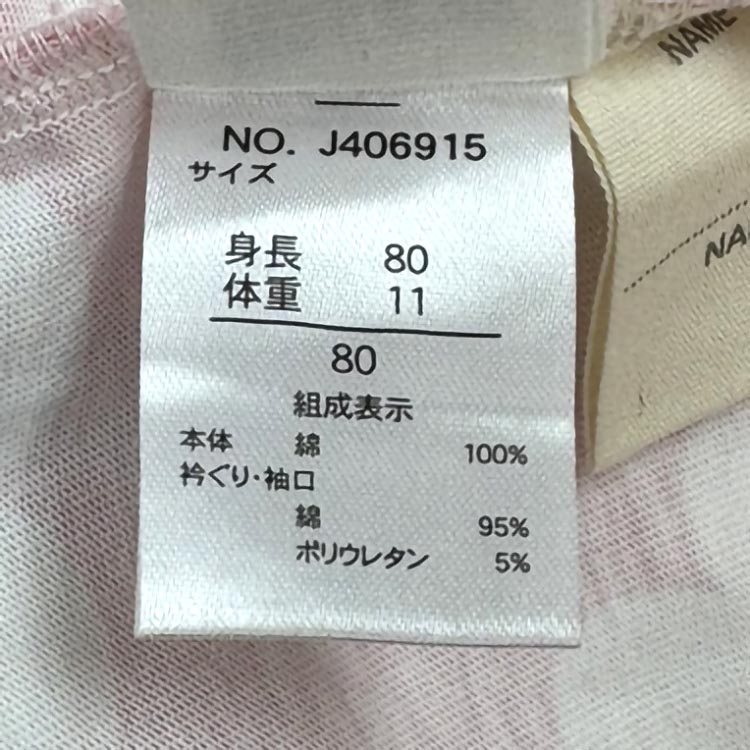 NO. J406915
サイズ
身長 80
体重 11
80
組成表示
本体 綿 100%
衿ぐり・袖口
綿 95%
ポリウレタン 5%
NAME